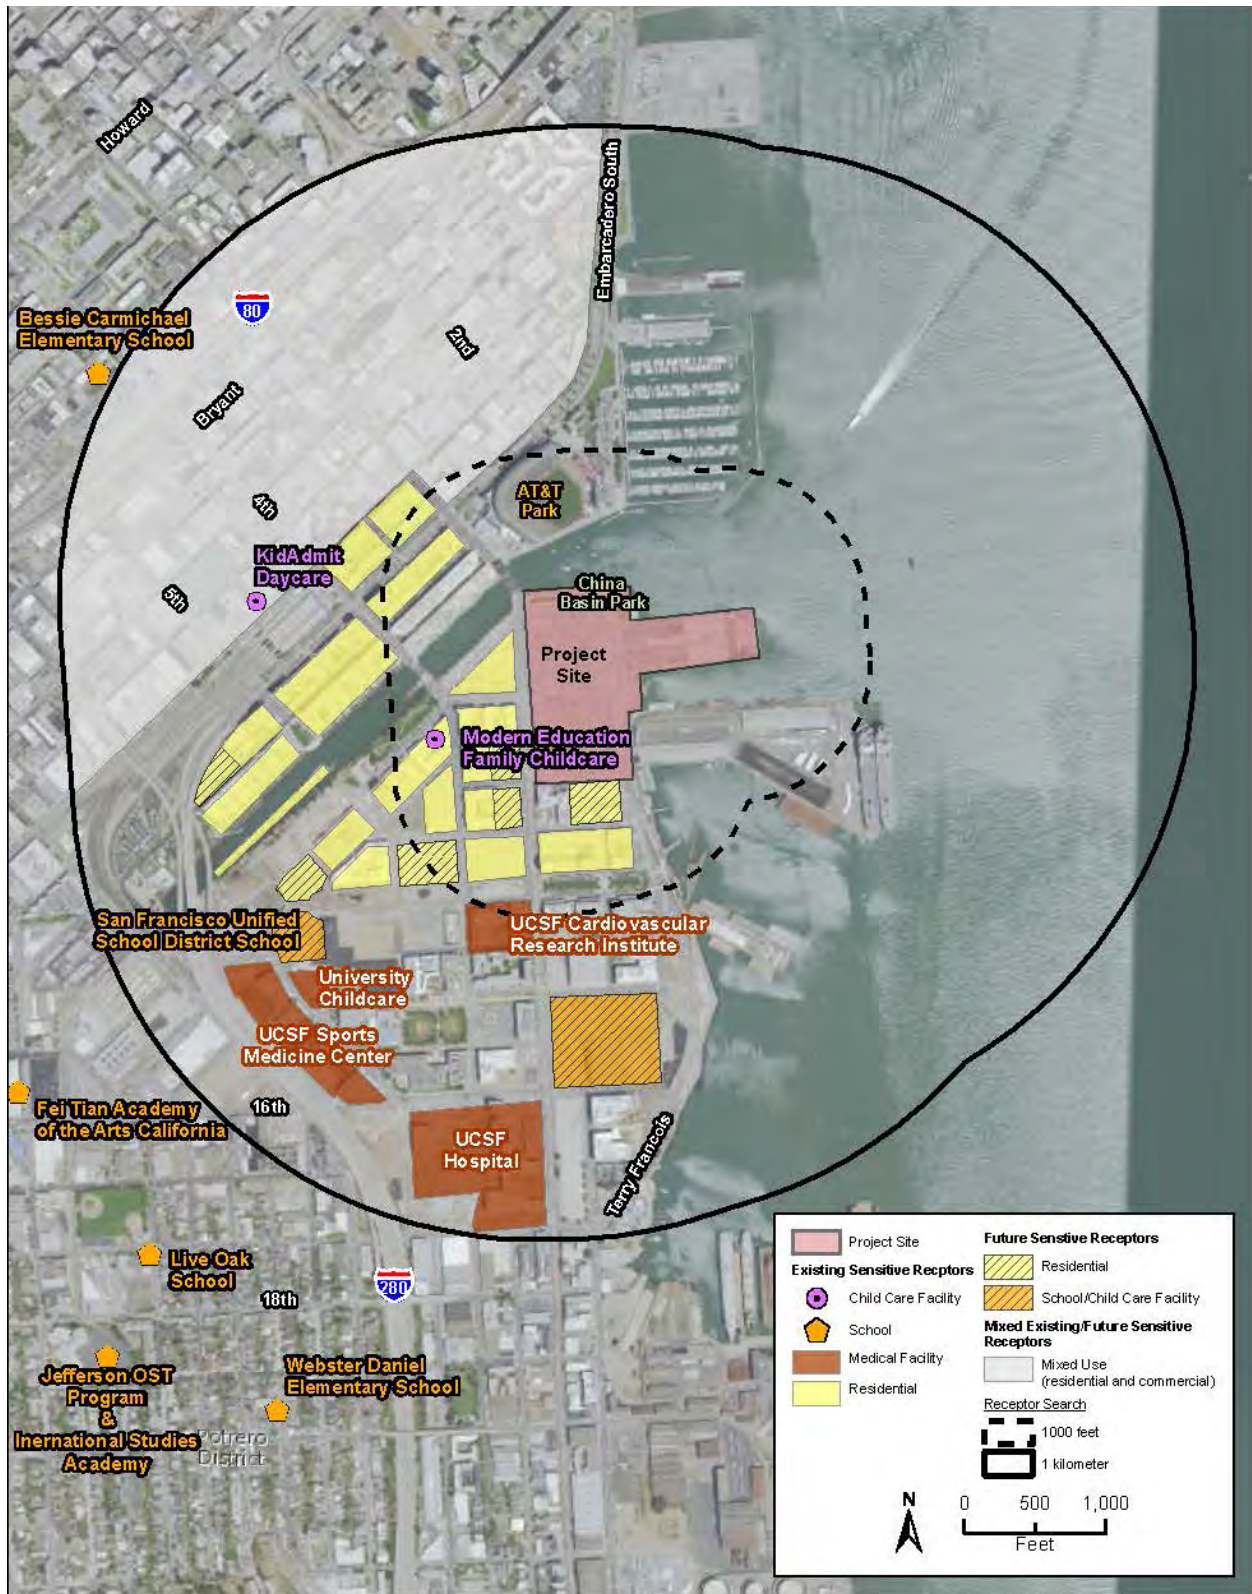 Howard
Embarcadero South
80
Bessie Carmichael
Elementary School
2nd
Bryant
AT&T
Park
4th
KidAdmit
Daycare
5th
China
Basin Park
Project
Site
Modern Education
Family Childcare
San Francisco Unified
School District School
UCSF Cardiovascular
Research Institute
University
Childcare
UCSF Sports
Medicine Center
Fei Tian Academy
of the Arts California
16th
UCSF
Hospital
Terry Francois
Live Oak
School
280
18th
Jefferson OST
Program
&
Inernational Studies
Academy
Webster Daniel
Elementary School
Potrero
District
Project Site
Existing Sensitive Recptors
Child Care Facility
School
Medical Facility
Residential
Future Senstive Receptors
Residential
School/Child Care Facility
Mixed Existing/Future Sensitive
Receptors
Mixed Use
(residential and commercial)
Receptor Search
1000 feet
1 kilometer
N
0 500 1,000
Feet